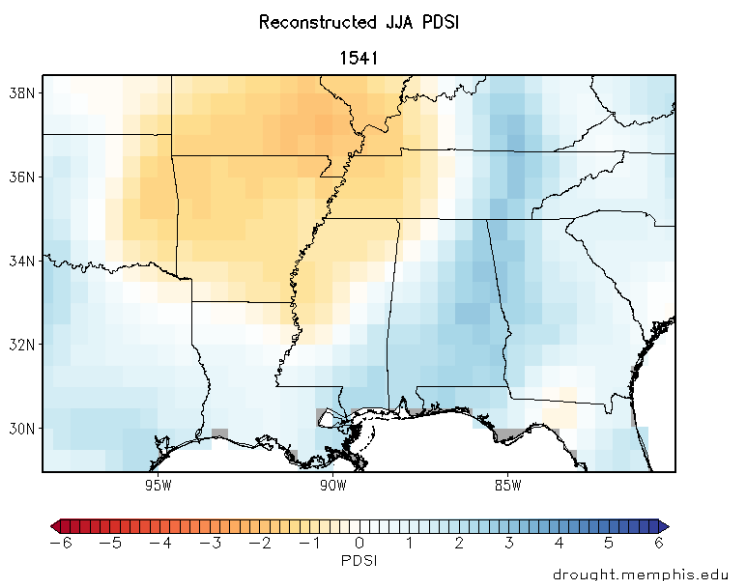 Reconstructed JJA PDSI
1541
38N
36N
34N
32N
30N
95W 90W 85W
-6 -5 -4 -3 -2 -1 0 1 2 3 4 5 6
PDSI
drought.memphis.edu